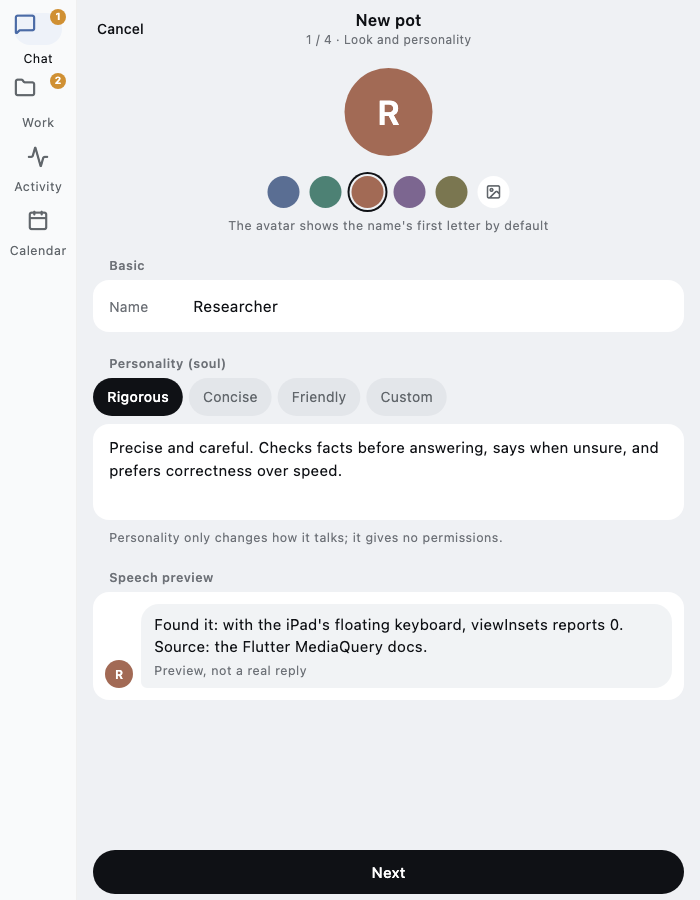 1
Chat
2
Work
Activity
Calendar
Cancel
New pot
1 / 4 · Look and personality
R
The avatar shows the name's first letter by default
Basic
Name Researcher
Personality (soul)
Rigorous Concise Friendly Custom
Precise and careful. Checks facts before answering, says when unsure, and
prefers correctness over speed.
Personality only changes how it talks; it gives no permissions.
Speech preview
Found it: with the iPad's floating keyboard, viewInsets reports 0.
Source: the Flutter MediaQuery docs.
Preview, not a real reply
R
Next